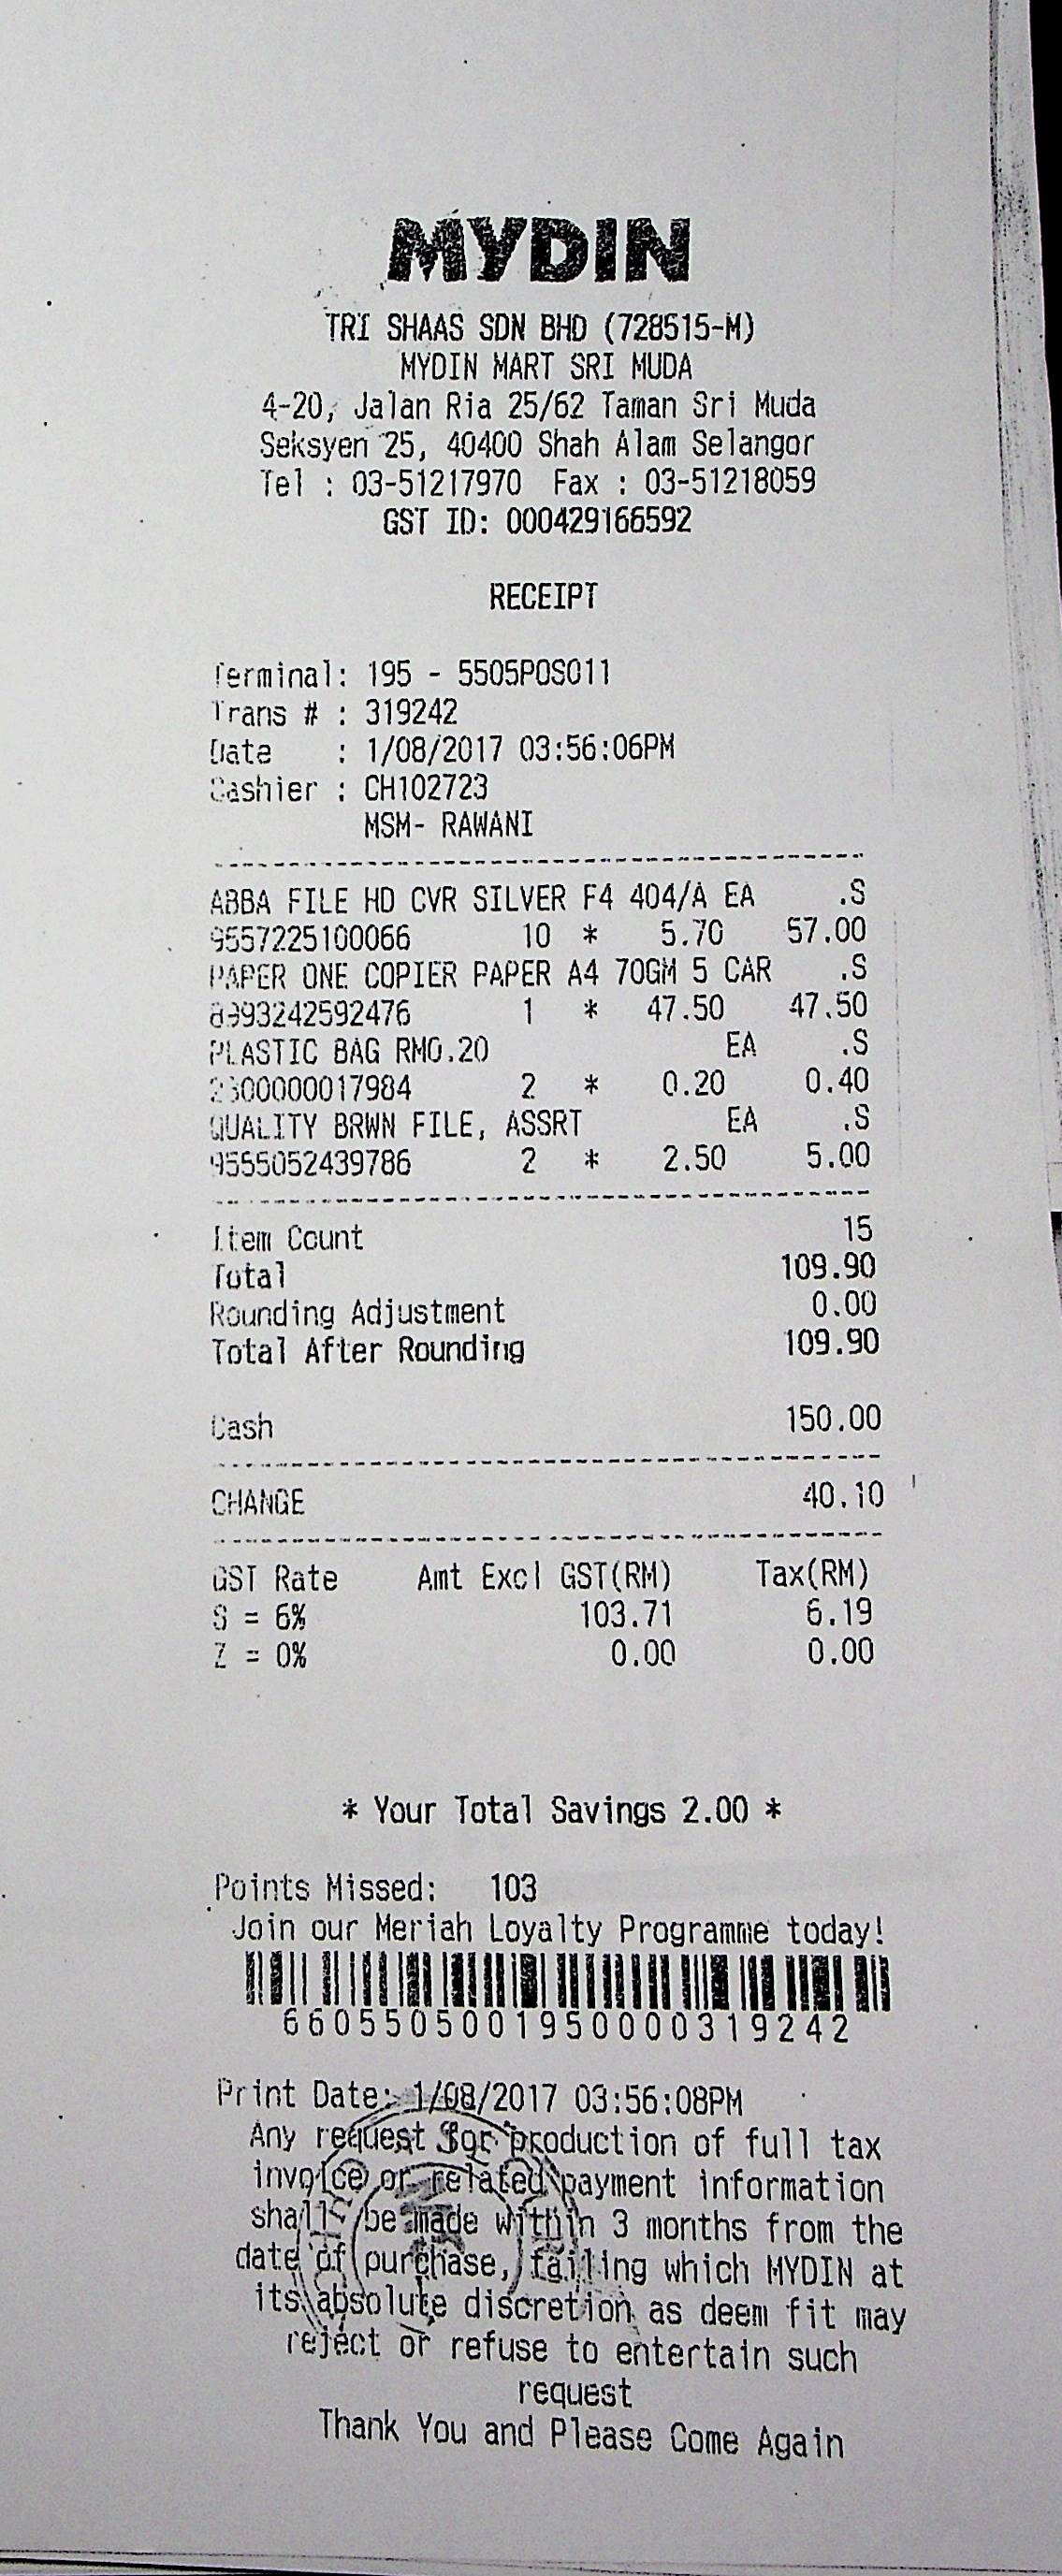 MYDIN
TRI SHAAS SDN BHD (728515-M)
MYDIN MART SRI MUDA
4-20, Jalan Ria 25/62 Taman Sri Muda
Seksyen 25, 40400 Shah Alam Selangor
Tel : 03-51217970 Fax : 03-51218059
GST ID: 000429166592
RECEIPT
Terminal: 195 - 5505POS011
Trans # : 319242
Date : 1/08/2017 03:56:06PM
Cashier : CH102723
MSM- RAWANI
ABBA FILE HD CVR SILVER F4 404/A EA .S
9557225100066 10 * 5.70 57.00
PAPER ONE COPIER PAPER A4 70GM 5 CAR .S
8993242592476 1 * 47.50 47.50
PLASTIC BAG RM0.20 EA .S
2300000017984 2 * 0.20 0.40
QUALITY BRWN FILE, ASSRT EA .S
9555052439786 2 * 2.50 5.00
Item Count 15
Total 109.90
Rounding Adjustment 0.00
Total After Rounding 109.90
Cash 150.00
CHANGE 40.10
GST Rate Amt Excl GST(RM) Tax(RM)
S = 6% 103.71 6.19
Z = 0% 0.00 0.00
* Your Total Savings 2.00 *
Points Missed: 103
Join our Meriah Loyalty Programme today!
6605505001950000319242
Print Date: 1/08/2017 03:56:08PM
Any request for production of full tax
invoice or related payment information
shall be made within 3 months from the
date of purchase, failing which MYDIN at
its absolute discretion as deem fit may
reject or refuse to entertain such
request
Thank You and Please Come Again